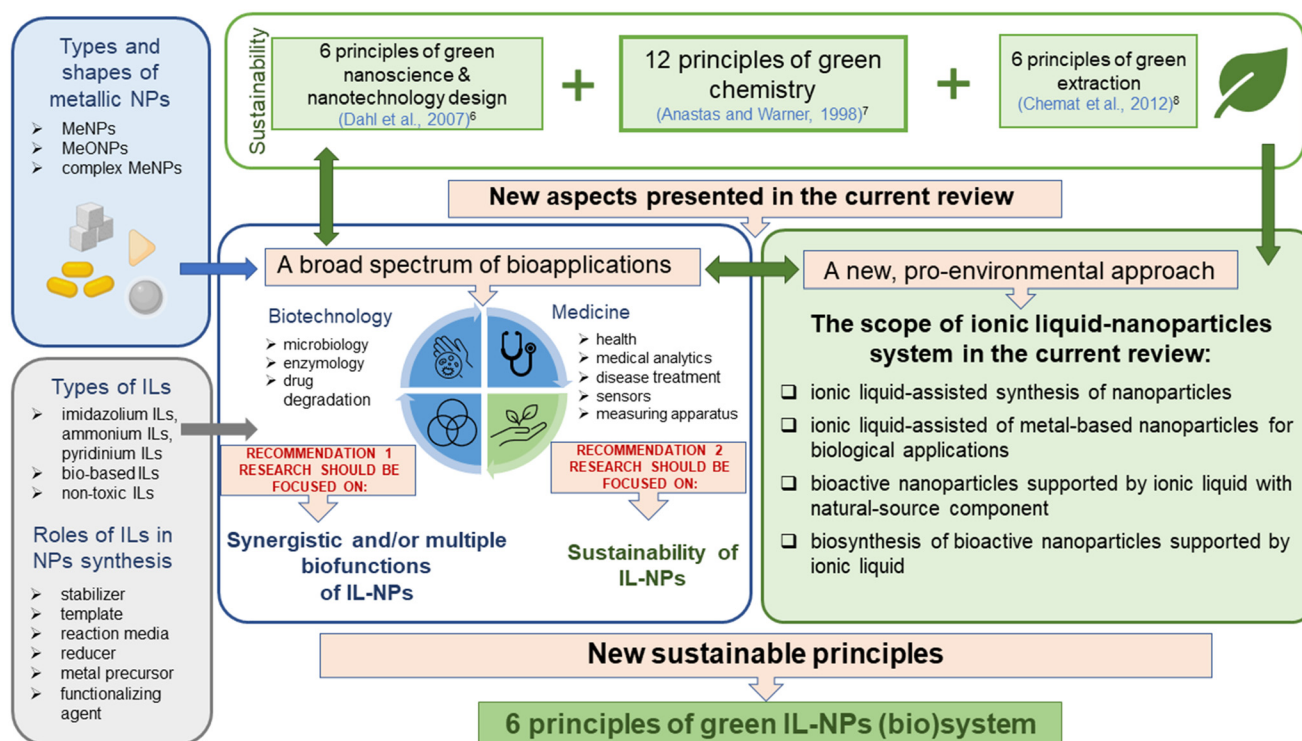 Types and
shapes of
metallic NPs
➢ MeNPs
➢ MeONPs
➢ complex MeNPs
Sustainability
6 principles of green
nanoscience &
nanotechnology design
(Dahl et al., 2007)⁶
+
12 principles of green
chemistry
(Anastas and Warner, 1998)⁷
+
6 principles of green
extraction
(Chemat et al., 2012)⁸
New aspects presented in the current review
A broad spectrum of bioapplications
Biotechnology
➢ microbiology
➢ enzymology
➢ drug
degradation
Medicine
➢ health
➢ medical analytics
➢ disease treatment
➢ sensors
➢ measuring apparatus
RECOMMENDATION 1
RESEARCH SHOULD BE
FOCUSED ON:
Synergistic and/or multiple
biofunctions
of IL-NPs
RECOMMENDATION 2
RESEARCH SHOULD BE
FOCUSED ON:
Sustainability of
IL-NPs
A new, pro-environmental approach
The scope of ionic liquid-nanoparticles
system in the current review:
❑ ionic liquid-assisted synthesis of nanoparticles
❑ ionic liquid-assisted of metal-based nanoparticles for
biological applications
❑ bioactive nanoparticles supported by ionic liquid with
natural-source component
❑ biosynthesis of bioactive nanoparticles supported by
ionic liquid
Types of ILs
➢ imidazolium ILs,
ammonium ILs,
pyridinium ILs
➢ bio-based ILs
➢ non-toxic ILs
Roles of ILs in
NPs synthesis
➢ stabilizer
➢ template
➢ reaction media
➢ reducer
➢ metal precursor
➢ functionalizing
agent
New sustainable principles
6 principles of green IL-NPs (bio)system